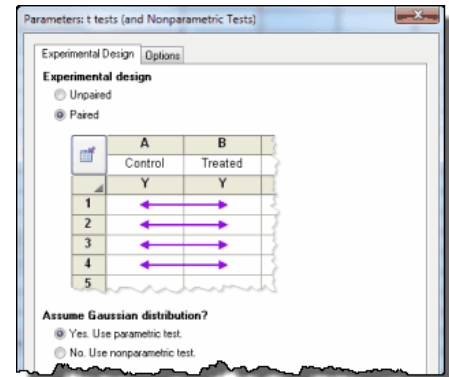 Parameters: t tests (and Nonparametric Tests)
Experimental Design Options
Experimental design
Unpaired
Paired
A B
Control Treated
Y Y
1
2
3
4
5
Assume Gaussian distribution?
Yes. Use parametric test.
No. Use nonparametric test.